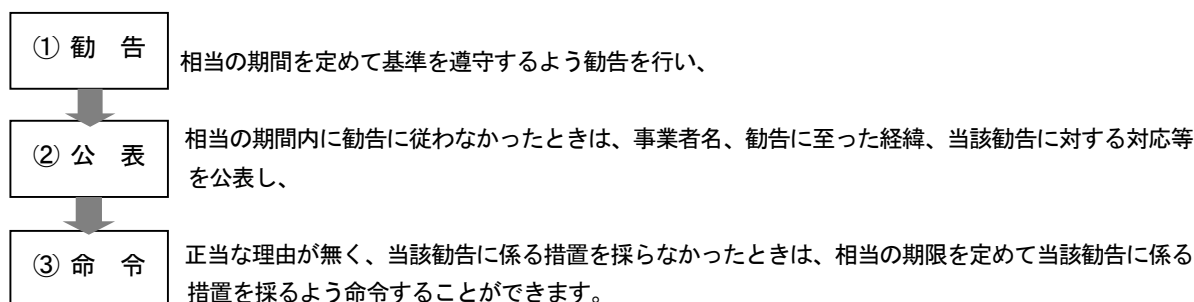 ⑴ 勧　告
相当の期間を定めて基準を遵守するよう勧告を行い、
⑵ 公　表
相当の期間内に勧告に従わなかったときは、事業者名、勧告に至った経緯、当該勧告に対する対応等
を公表し、
⑶ 命　令
正当な理由が無く、当該勧告に係る措置を採らなかったときは、相当の期限を定めて当該勧告に係る
措置を採るよう命令することができます。